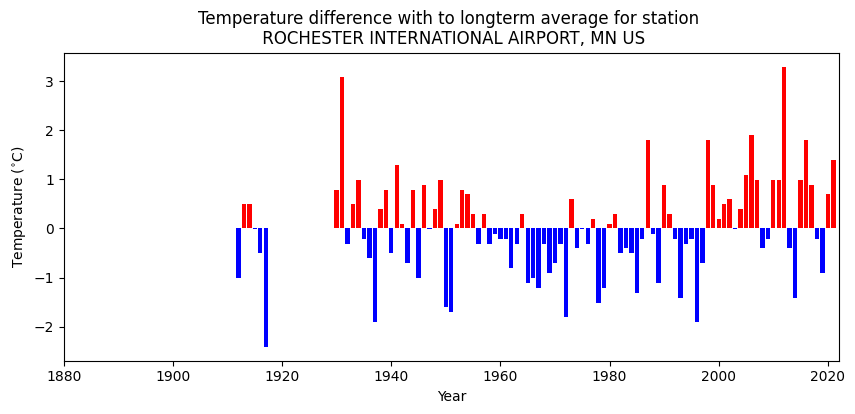 Temperature difference with to longterm average for station
ROCHESTER INTERNATIONAL AIRPORT, MN US
Temperature (°C)
3
2
1
0
−1
−2
1880 1900 1920 1940 1960 1980 2000 2020
Year